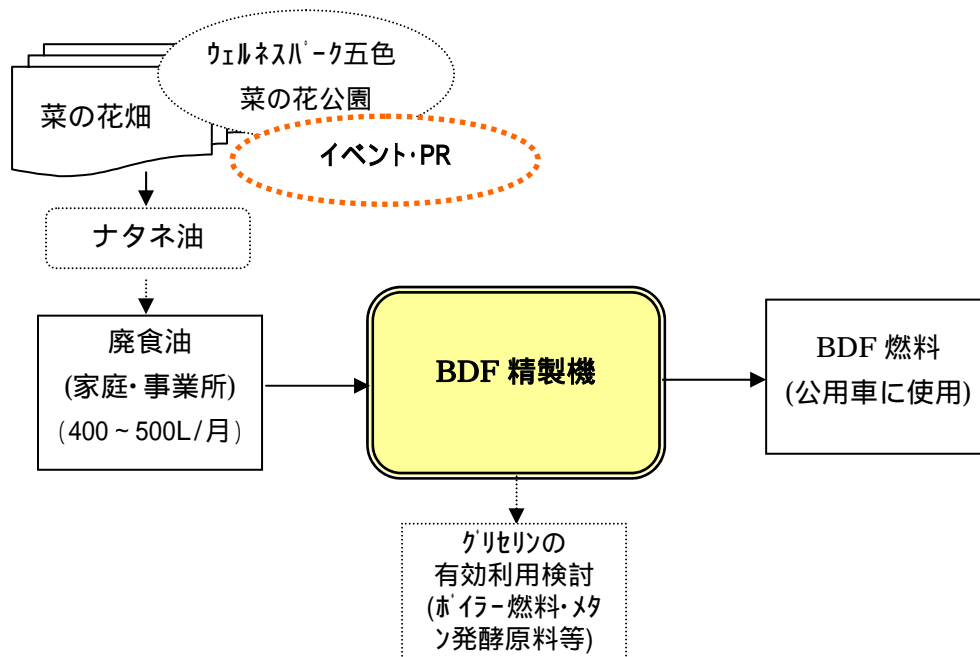 ウェルネスパーク五色
菜の花公園
菜の花畑
イベント・PR
ナタネ油
廃食油
(家庭・事業所)
(400~500L/月)
BDF 精製機
BDF 燃料
(公用車に使用)
グリセリンの
有効利用検討
(ボイラー燃料・メタ
ン発酵原料等)